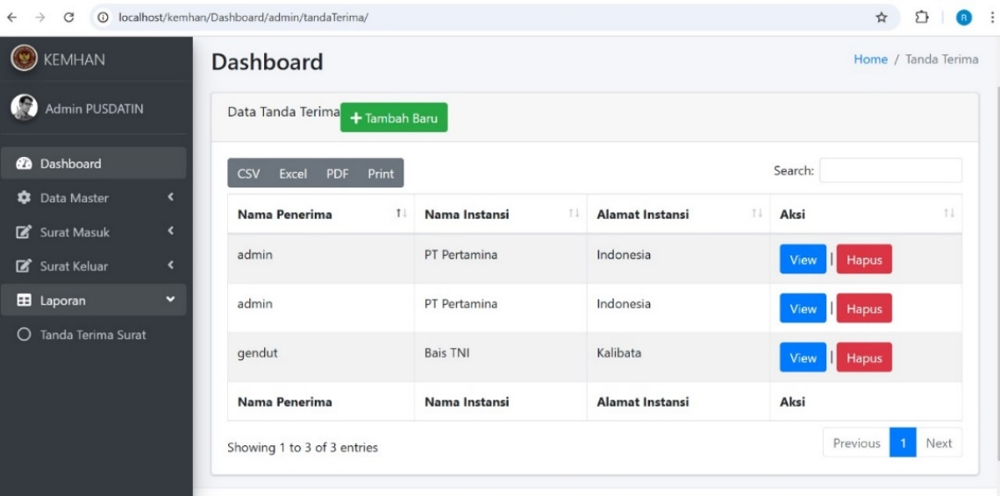 localhost/kemhan/Dashboard/admin/tandaTerima/
R
KEMHAN
Admin PUSDATIN
Dashboard
Data Master
Surat Masuk
Surat Keluar
Laporan
Tanda Terima Surat
Dashboard
Home / Tanda Terima
Data Tanda Terima + Tambah Baru
CSV Excel PDF Print
Search:
Nama Penerima Nama Instansi Alamat Instansi Aksi
admin PT Pertamina Indonesia View | Hapus
admin PT Pertamina Indonesia View | Hapus
gendut Bais TNI Kalibata View | Hapus
Nama Penerima Nama Instansi Alamat Instansi Aksi
Showing 1 to 3 of 3 entries
Previous 1 Next